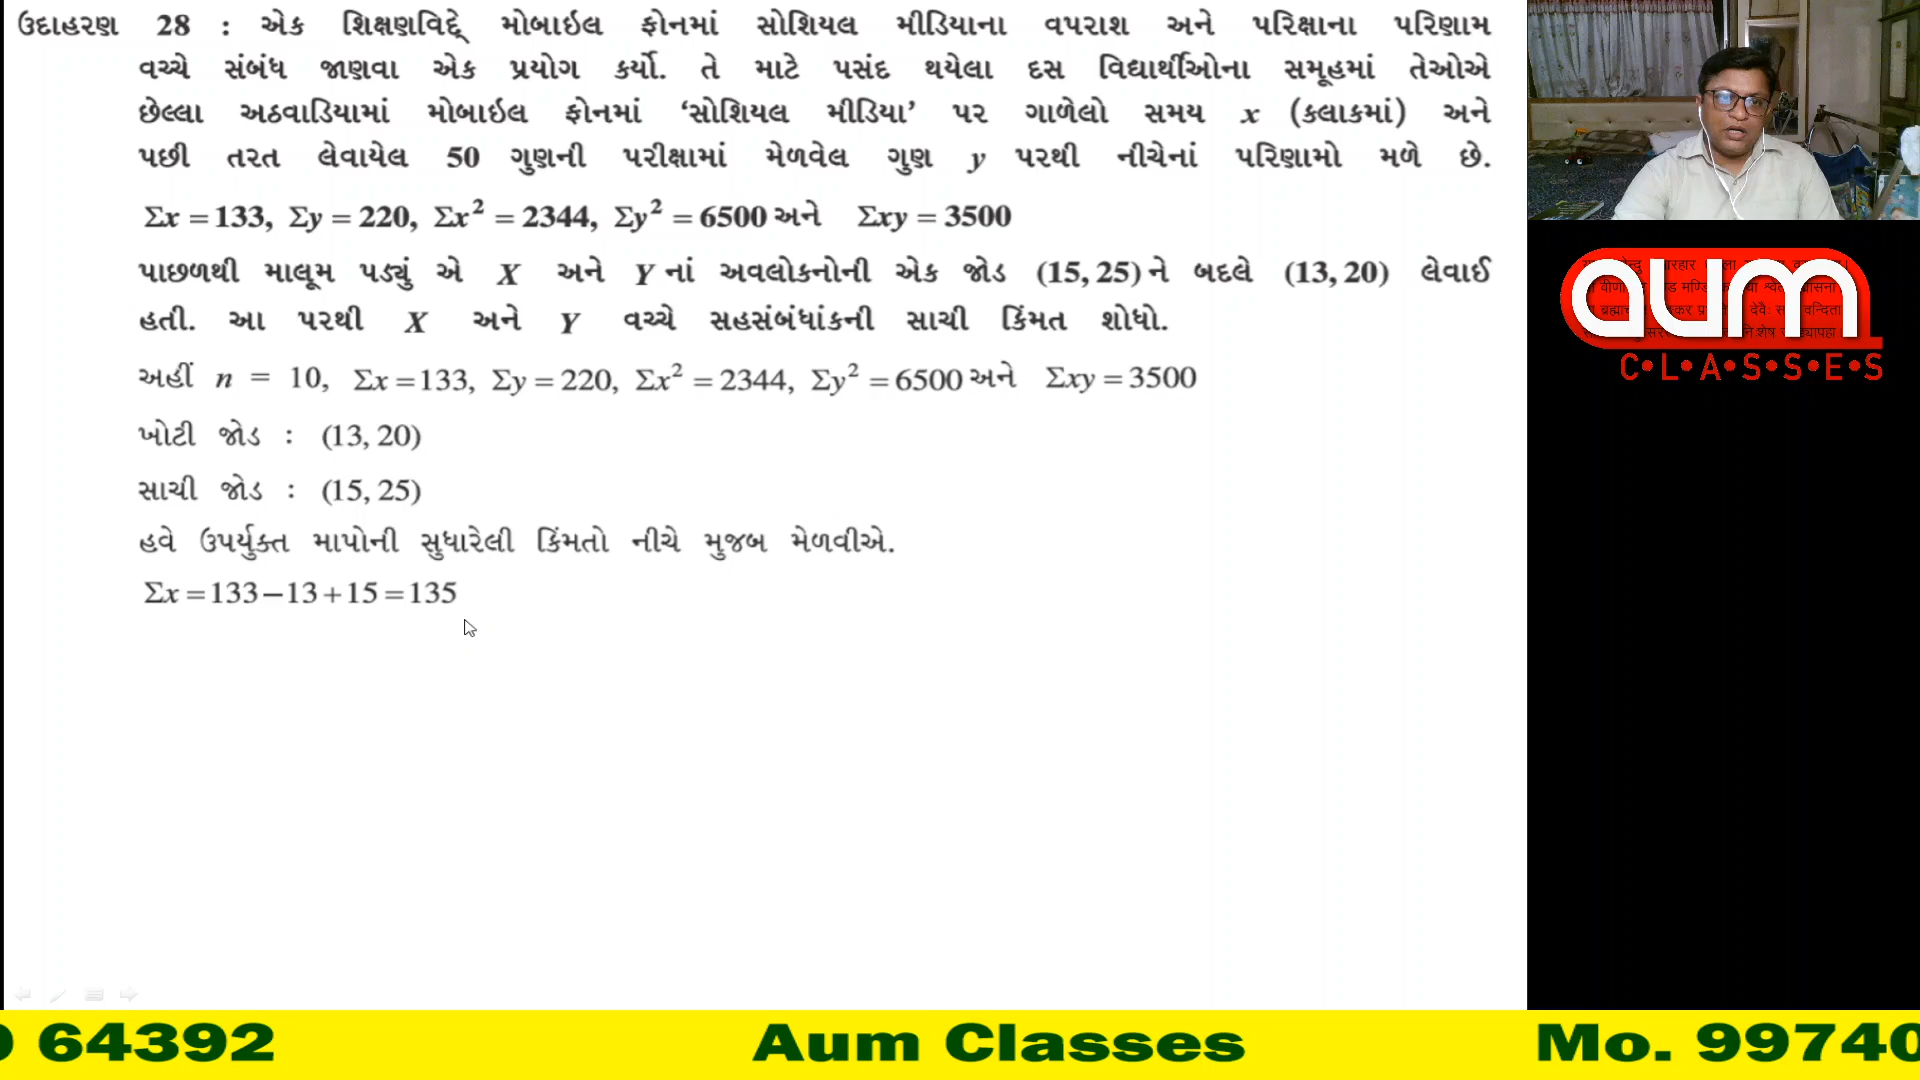 ઉદાહરણ 28 : એક શિક્ષણવિદ્દે મોબાઇલ ફોનમાં સોશિયલ મીડિયાના વપરાશ અને પરિક્ષાના પરિણામ
વચ્ચે સંબંધ જાણવા એક પ્રયોગ કર્યો. તે માટે પસંદ થયેલા દસ વિદ્યાર્થીઓના સમૂહમાં તેઓએ
છેલ્લા અઠવાડિયામાં મોબાઇલ ફોનમાં ‘સોશિયલ મીડિયા’ પર ગાળેલો સમય x (કલાકમાં) અને
પછી તરત લેવાયેલ 50 ગુણની પરીક્ષામાં મેળવેલ ગુણ y પરથી નીચેનાં પરિણામો મળે છે.
Σx = 133, Σy = 220, Σx² = 2344, Σy² = 6500 અને Σxy = 3500
પાછળથી માલૂમ પડ્યું એ X અને Y નાં અવલોકનોની એક જોડ (15, 25) ને બદલે (13, 20) લેવાઈ
હતી. આ પરથી X અને Y વચ્ચે સહસંબંધાંકની સાચી કિંમત શોધો.
અહીં n = 10, Σx = 133, Σy = 220, Σx² = 2344, Σy² = 6500 અને Σxy = 3500
ખોટી જોડ : (13, 20)
સાચી જોડ : (15, 25)
હવે ઉપર્યુક્ત માપોની સુધારેલી કિંમતો નીચે મુજબ મેળવીએ.
Σx = 133 – 13 + 15 = 135
aum
C•L•A•S•S•E•S
64392 Aum Classes Mo. 99740